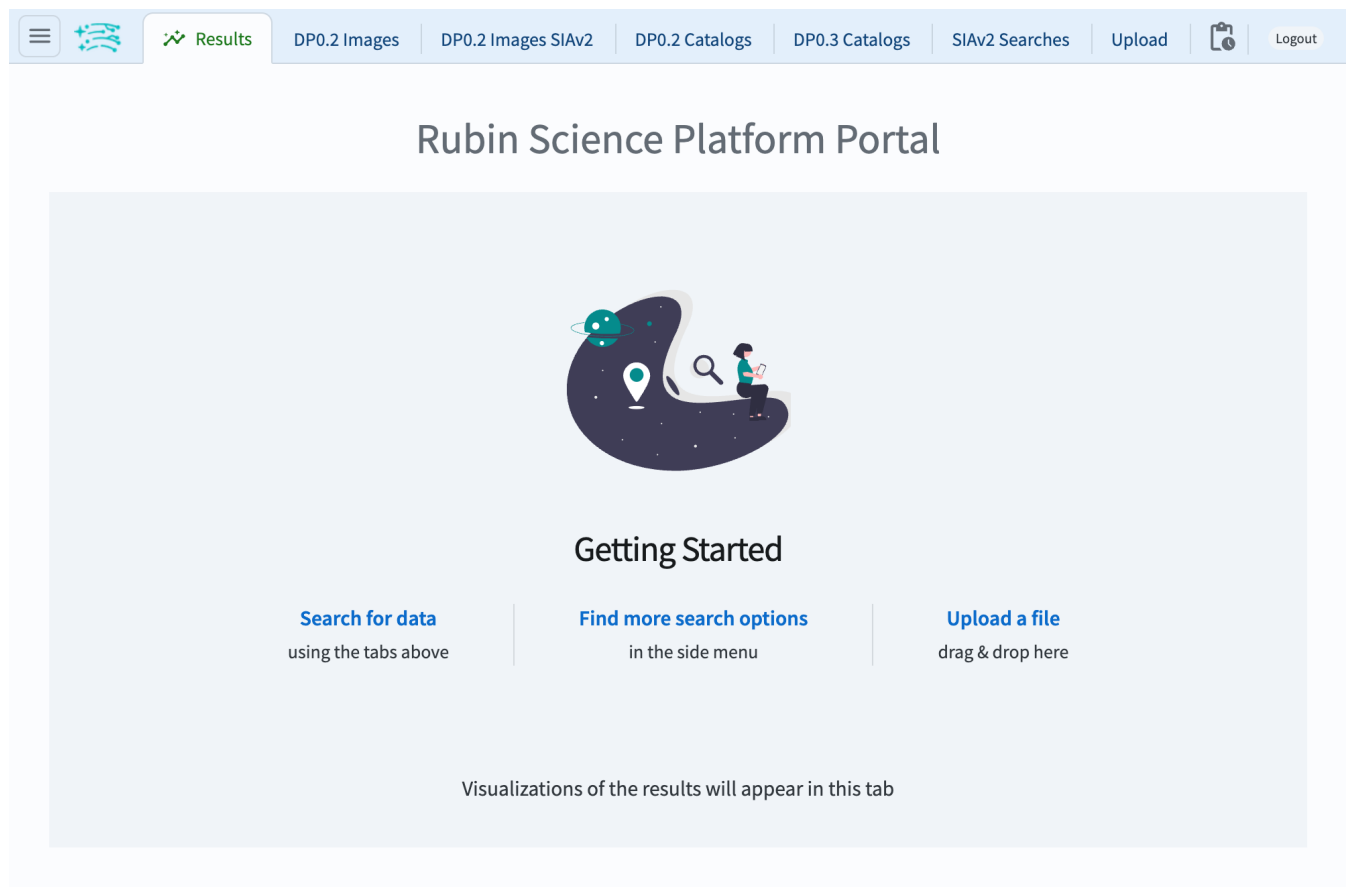 Results
DP0.2 Images
DP0.2 Images SIAv2
DP0.2 Catalogs
DP0.3 Catalogs
SIAv2 Searches
Upload
Logout
Rubin Science Platform Portal
Getting Started
Search for data
using the tabs above
Find more search options
in the side menu
Upload a file
drag & drop here
Visualizations of the results will appear in this tab